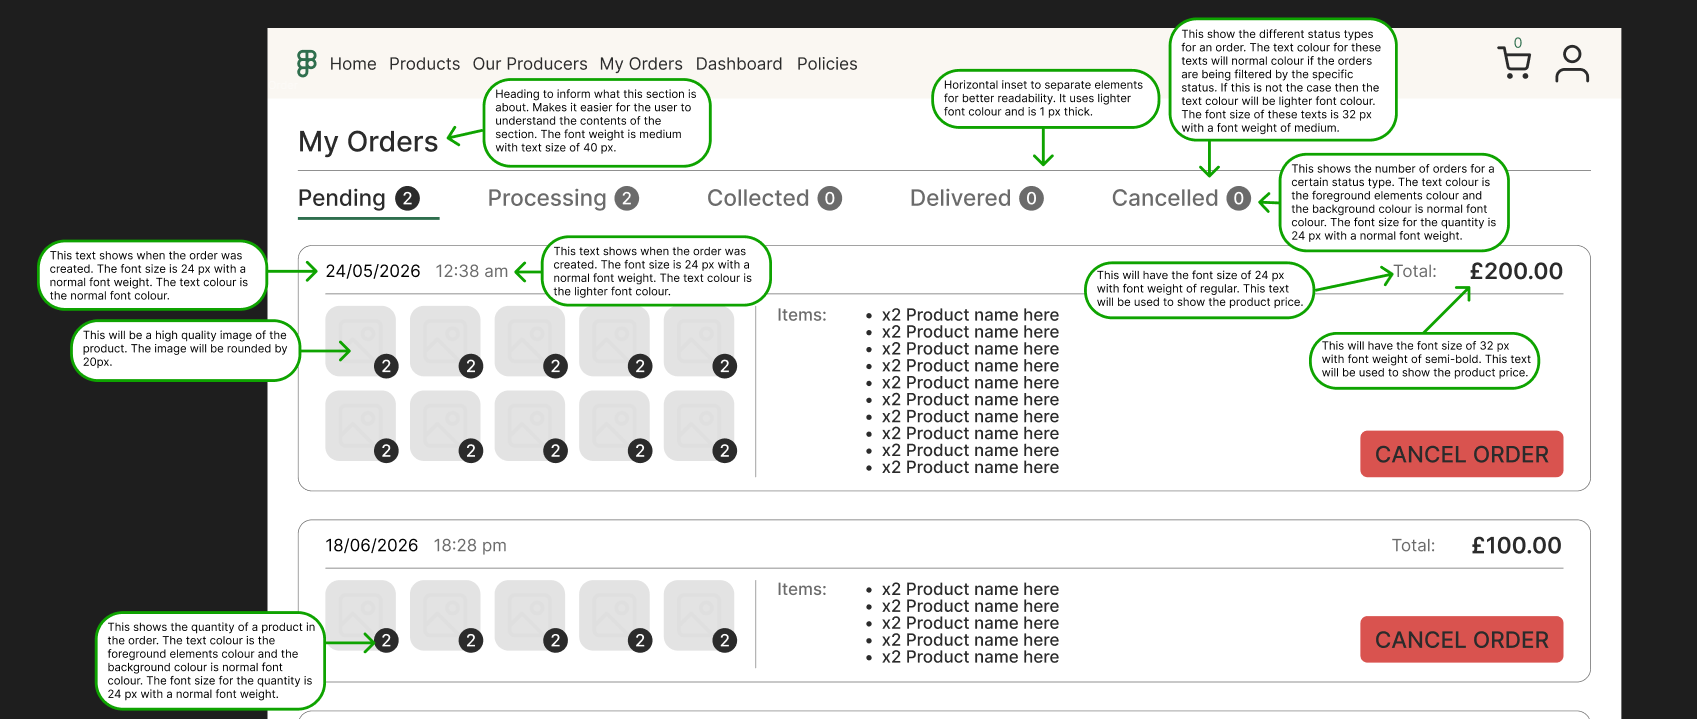 Home Products Our Producers My Orders Dashboard Policies
0
This show the different status types
for an order. The text colour for these
texts will normal colour if the orders
are being filtered by the specific
status. If this is not the case then the
text colour will be lighter font colour.
The font size of these texts is 32 px
with a font weight of medium.
Heading to inform what this section is
about. Makes it easier for the user to
understand the contents of the
section. The font weight is medium
with text size of 40 px.
Horizontal inset to separate elements
for better readability. It uses lighter
font colour and is 1 px thick.
My Orders
Pending 2 Processing 2 Collected 0 Delivered 0 Cancelled 0
This shows the number of orders for a
certain status type. The text colour is
the foreground elements colour and
the background colour is normal font
colour. The font size for the quantity is
24 px with a normal font weight.
This text shows when the order was
created. The font size is 24 px with a
normal font weight. The text colour is
the normal font colour.
24/05/2026 12:38 am
This text shows when the order was
created. The font size is 24 px with a
normal font weight. The text colour is
the lighter font colour.
This will have the font size of 24 px
with font weight of regular. This text
will be used to show the product price.
Total: £200.00
This will be a high quality image of the
product. The image will be rounded by
20px.
This will have the font size of 32 px
with font weight of semi-bold. This text
will be used to show the product price.
2 2 2 2 2
2 2 2 2 2
Items:
x2 Product name here
x2 Product name here
x2 Product name here
x2 Product name here
x2 Product name here
x2 Product name here
x2 Product name here
x2 Product name here
x2 Product name here
x2 Product name here
CANCEL ORDER
18/06/2026 18:28 pm
Total: £100.00
This shows the quantity of a product in
the order. The text colour is the
foreground elements colour and the
background colour is normal font
colour. The font size for the quantity is
24 px with a normal font weight.
2 2 2 2 2
Items:
x2 Product name here
x2 Product name here
x2 Product name here
x2 Product name here
x2 Product name here
CANCEL ORDER